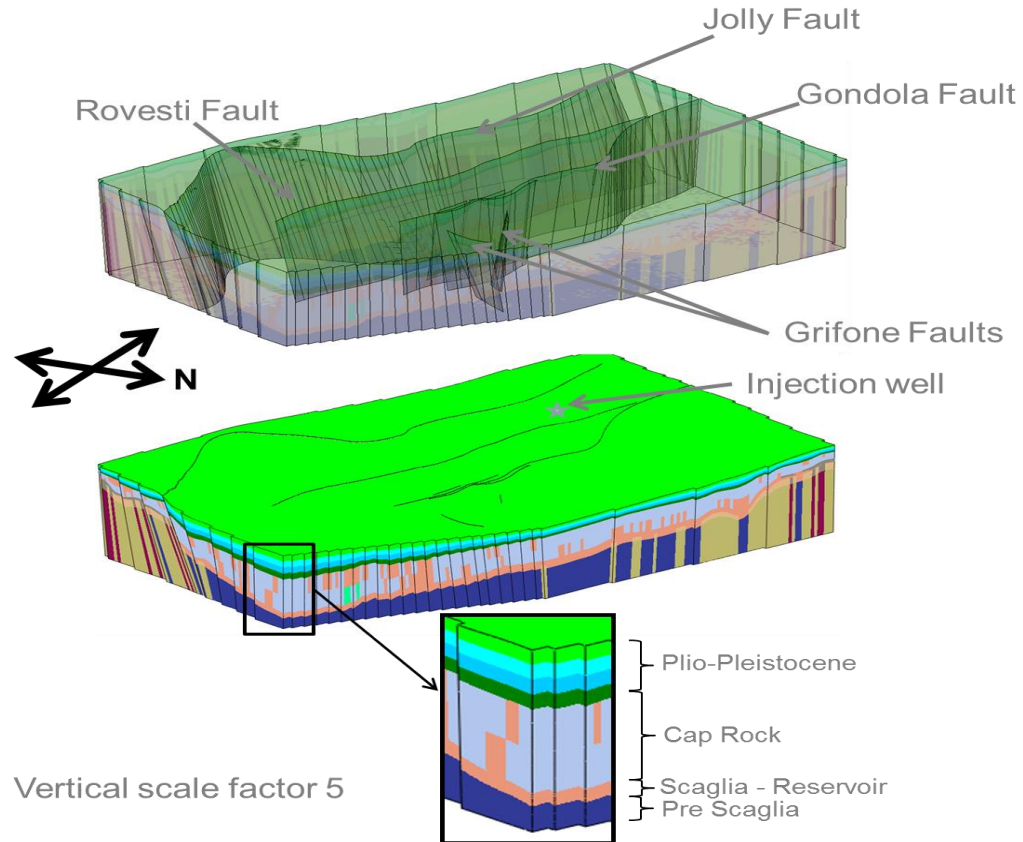 Jolly Fault
Gondola Fault
Rovesti Fault
Grifone Faults
N
Injection well
Plio-Pleistocene
Cap Rock
Scaglia - Reservoir
Pre Scaglia
Vertical scale factor 5